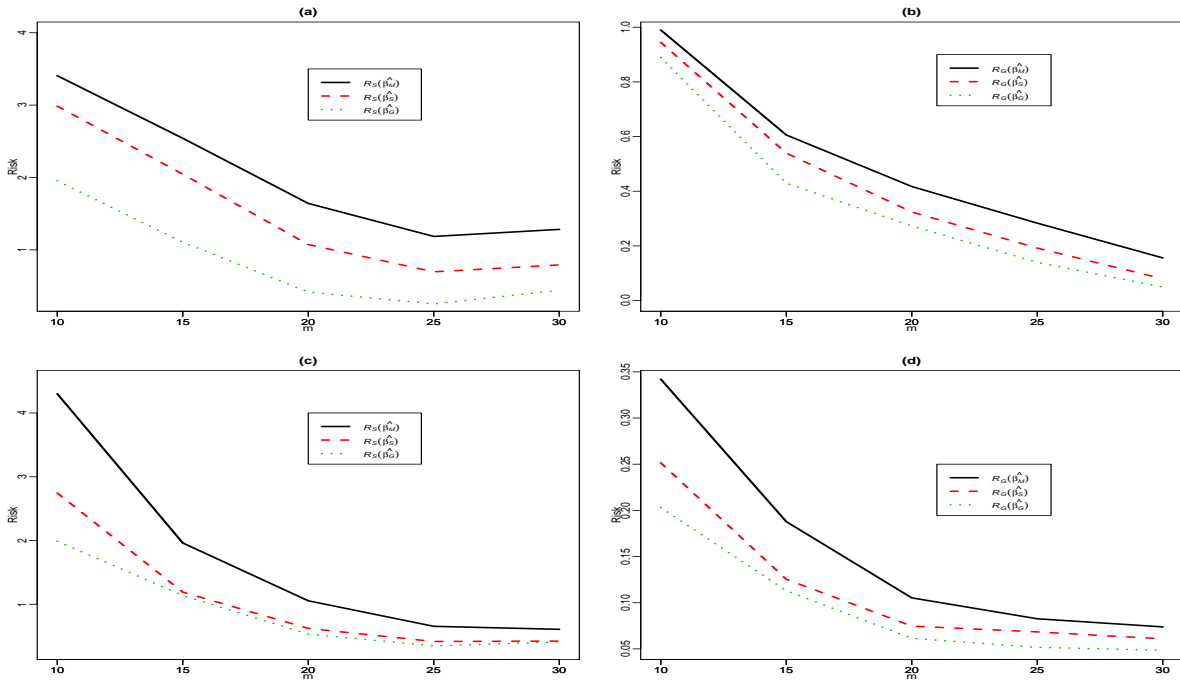 (a)
Risk
4
3
2
1
R_S(β̂_M)
R_S(β̂_S)
R_S(β̂_G)
10 15 20 25 30
m
(b)
Risk
1.0
0.8
0.6
0.4
0.2
0.0
R_G(β̂_M)
R_G(β̂_S)
R_G(β̂_G)
10 15 20 25 30
m
(c)
Risk
4
3
2
1
R_S(β̂_M)
R_S(β̂_S)
R_S(β̂_G)
10 15 20 25 30
m
(d)
Risk
0.35
0.30
0.25
0.20
0.15
0.10
0.05
R_G(β̂_M)
R_G(β̂_S)
R_G(β̂_G)
10 15 20 25 30
m